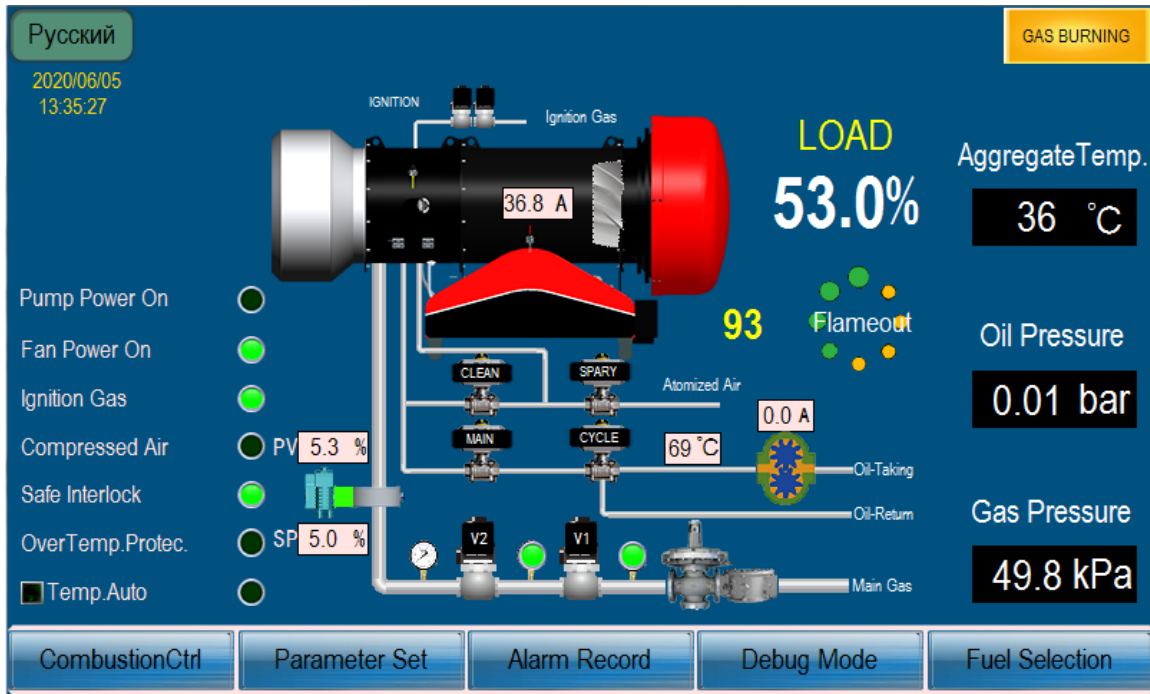 Русский
GAS BURNING
2020/06/05
13:35:27
IGNITION
Ignition Gas
LOAD
53.0%
AggregateTemp.
36 °C
36.8 A
93
Flameout
Pump Power On
Fan Power On
Ignition Gas
Compressed Air
Safe Interlock
OverTemp.Protec.
Temp.Auto
PV 5.3 %
SP 5.0 %
CLEAN
SPARY
Atomized Air
MAIN
CYCLE
69 °C
0.0 A
Oil-Taking
Oil-Return
V2
V1
Main Gas
Oil Pressure
0.01 bar
Gas Pressure
49.8 kPa
CombustionCtrl
Parameter Set
Alarm Record
Debug Mode
Fuel Selection